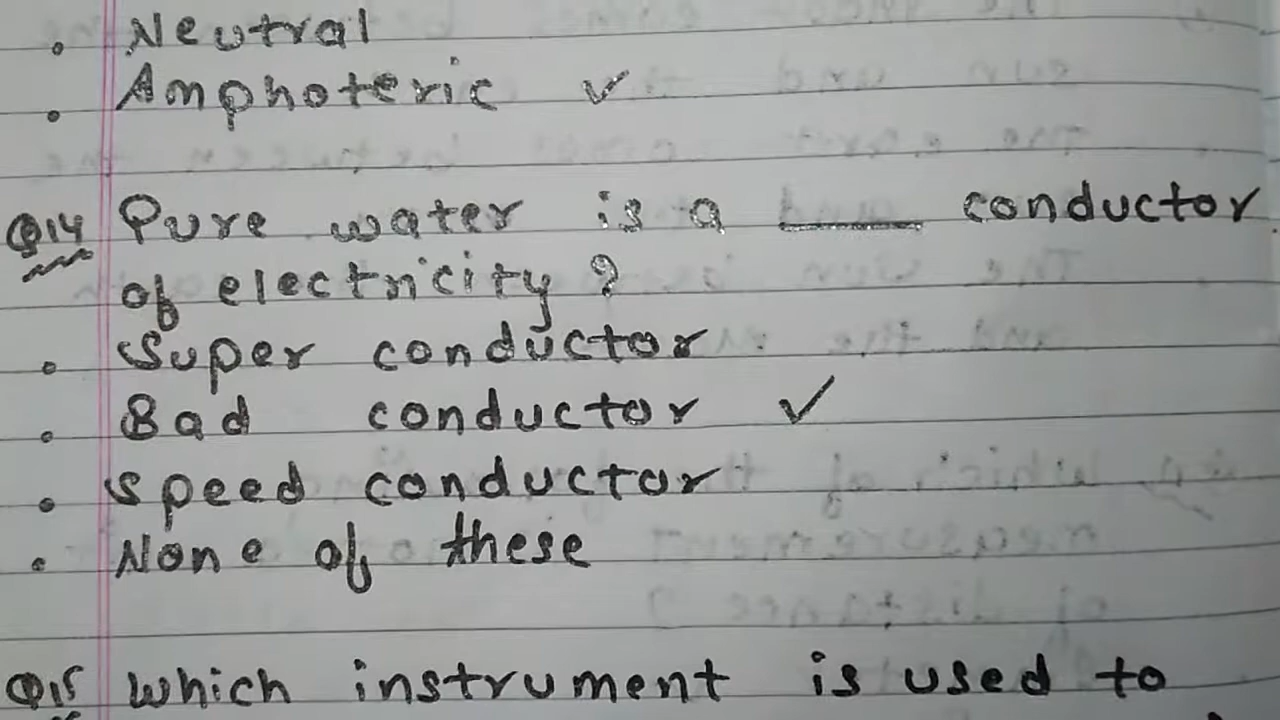 • Neutral
• Amphoteric ✓
Q14 Pure water is a ____ conductor
of electricity ?
• Super conductor
• Bad conductor ✓
• speed conductor
• None of these
Q15 which instrument is used to